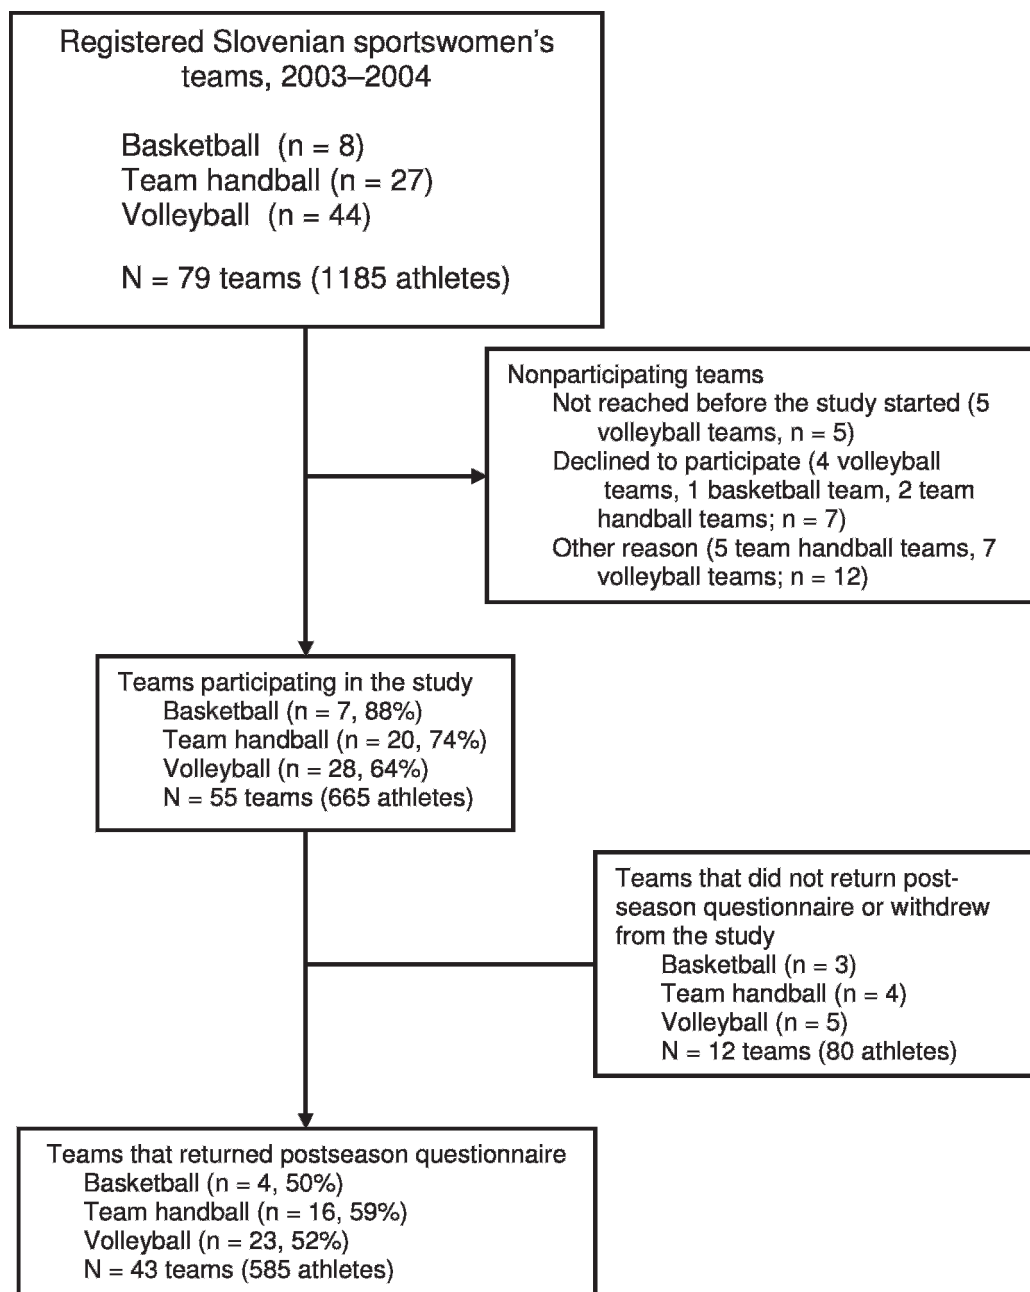 Registered Slovenian sportswomen’s
teams, 2003–2004
Basketball (n = 8)
Team handball (n = 27)
Volleyball (n = 44)
N = 79 teams (1185 athletes)
Nonparticipating teams
Not reached before the study started (5
volleyball teams, n = 5)
Declined to participate (4 volleyball
teams, 1 basketball team, 2 team
handball teams; n = 7)
Other reason (5 team handball teams, 7
volleyball teams; n = 12)
Teams participating in the study
Basketball (n = 7, 88%)
Team handball (n = 20, 74%)
Volleyball (n = 28, 64%)
N = 55 teams (665 athletes)
Teams that did not return post-
season questionnaire or withdrew
from the study
Basketball (n = 3)
Team handball (n = 4)
Volleyball (n = 5)
N = 12 teams (80 athletes)
Teams that returned postseason questionnaire
Basketball (n = 4, 50%)
Team handball (n = 16, 59%)
Volleyball (n = 23, 52%)
N = 43 teams (585 athletes)